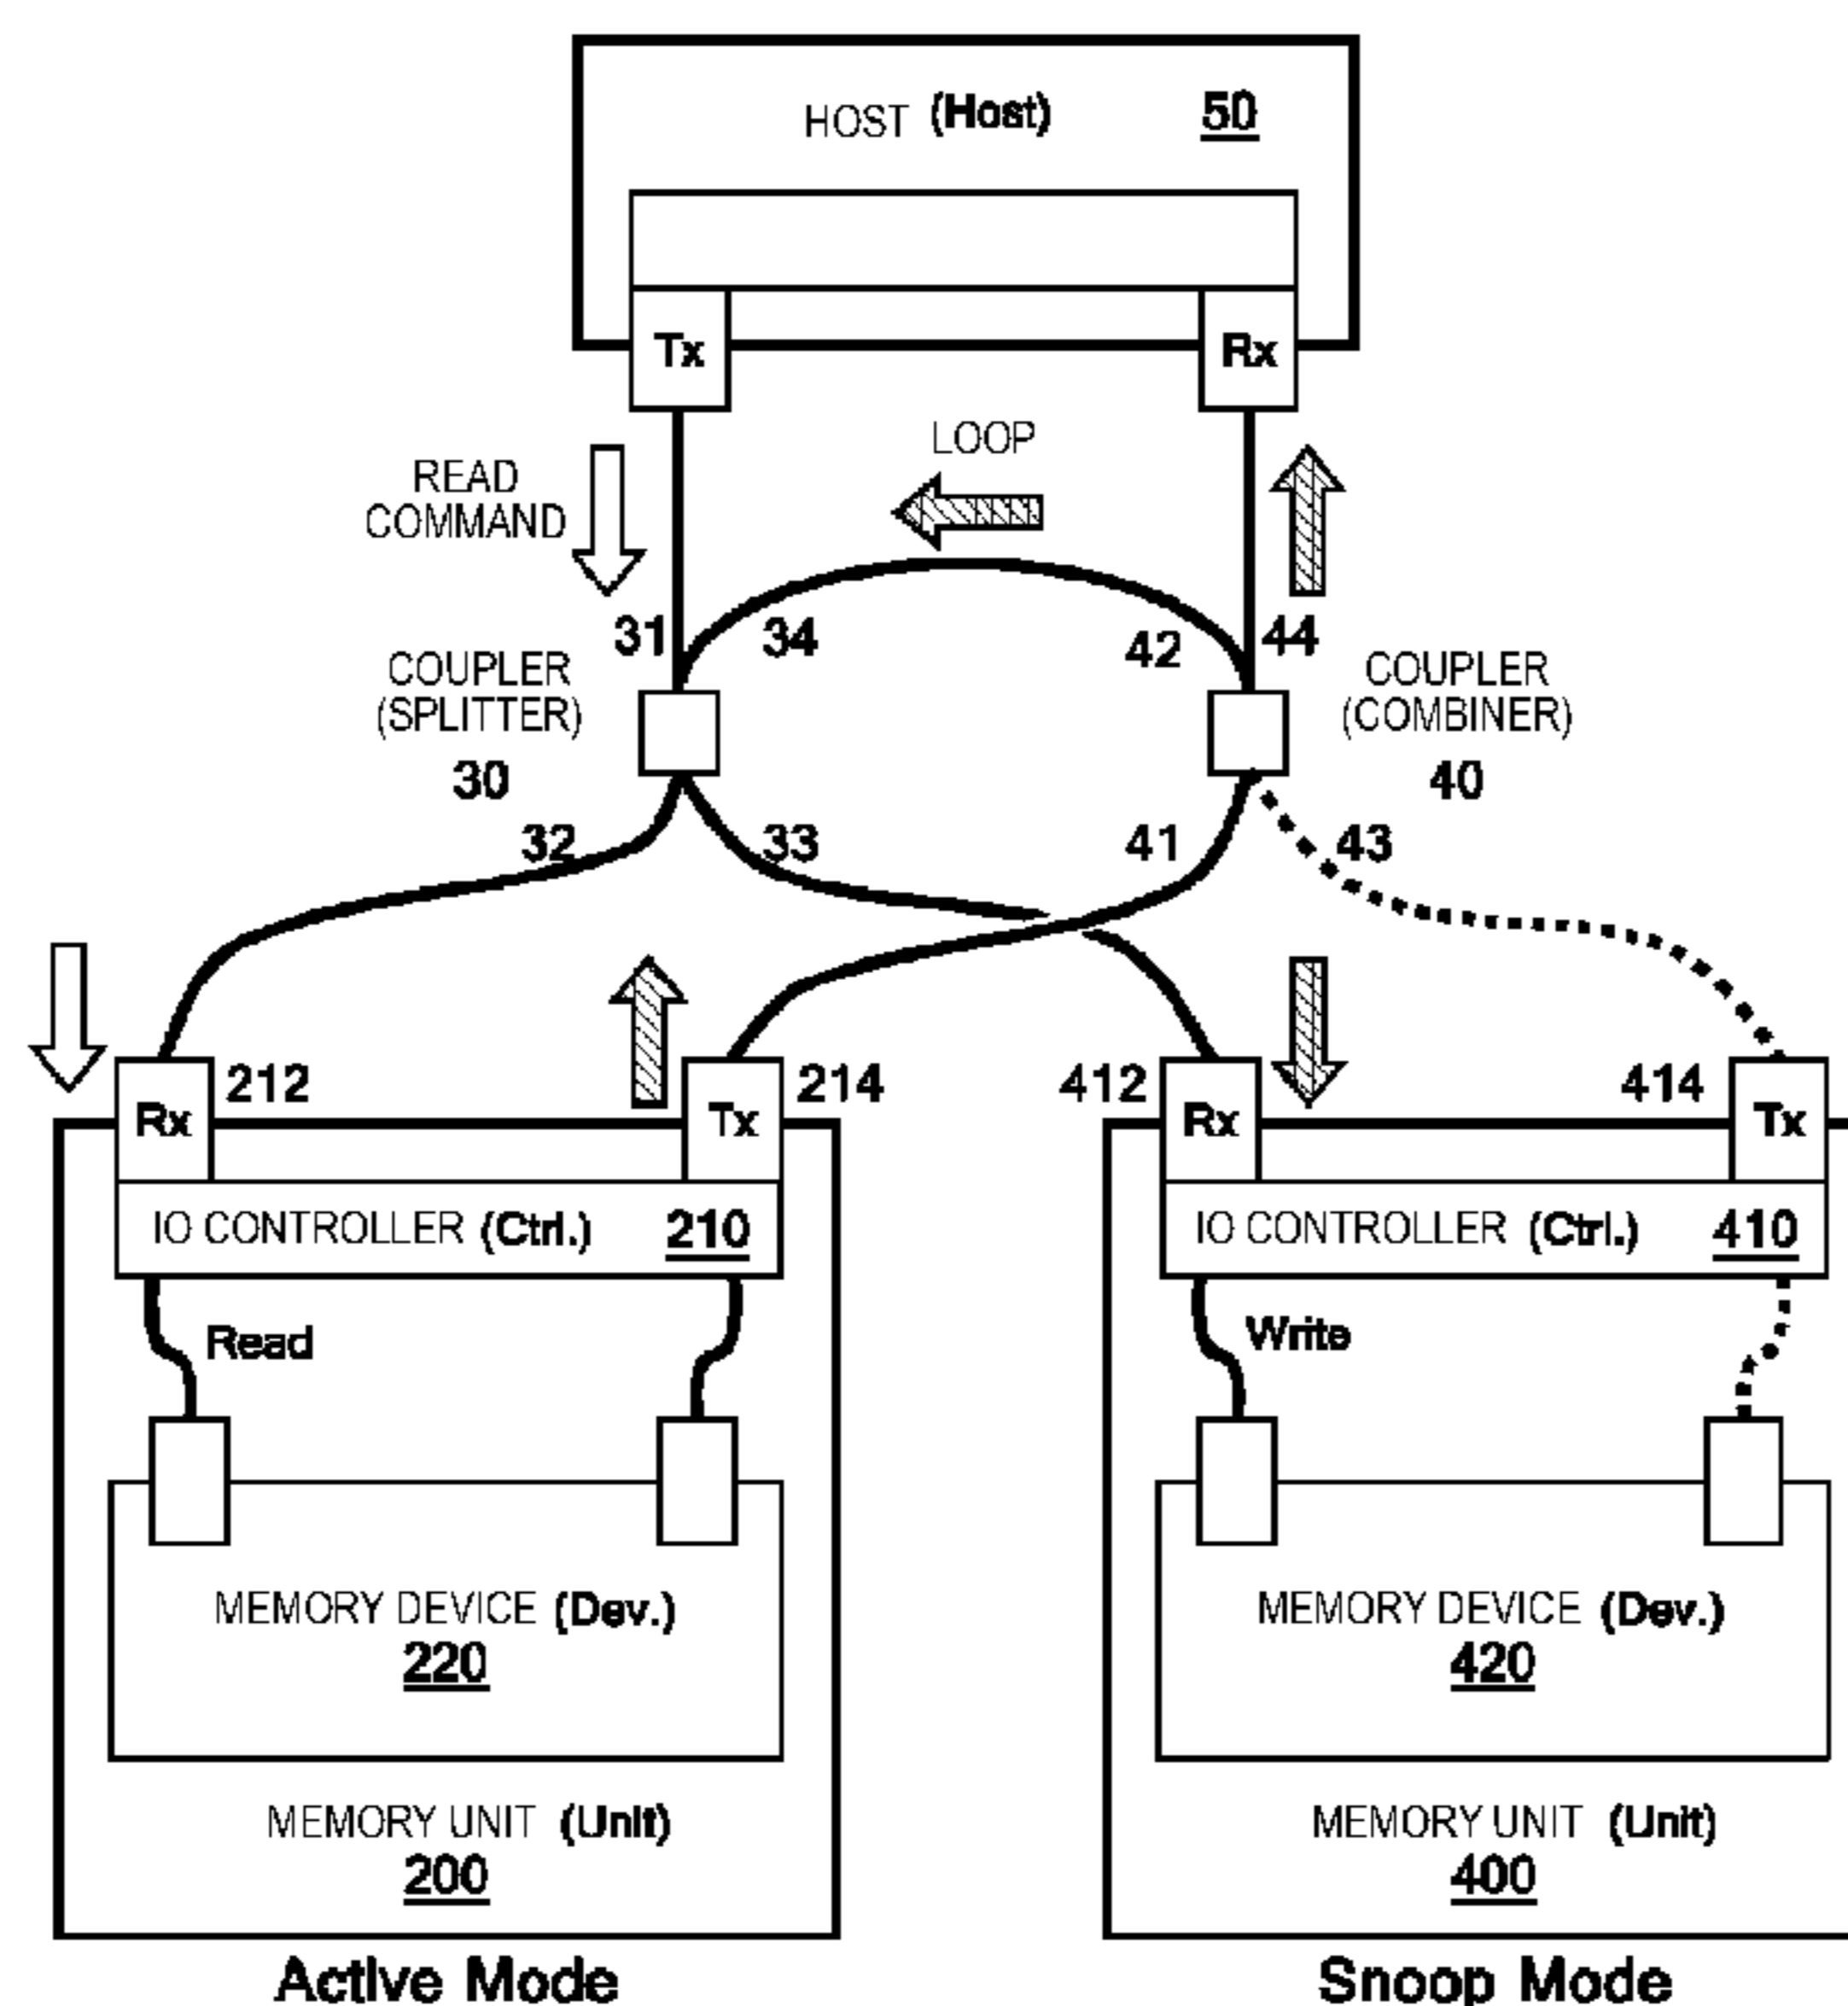 HOST (Host) 50
Tx
Rx
LOOP
READ
COMMAND
31
34
42
44
COUPLER
(SPLITTER)
30
COUPLER
(COMBINER)
40
32
33
41
43
212
214
412
414
Rx
Tx
Rx
Tx
IO CONTROLLER (Ctrl.) 210
IO CONTROLLER (Ctrl.) 410
Read
Write
MEMORY DEVICE (Dev.)
220
MEMORY DEVICE (Dev.)
420
MEMORY UNIT (Unit)
200
MEMORY UNIT (Unit)
400
Active Mode
Snoop Mode